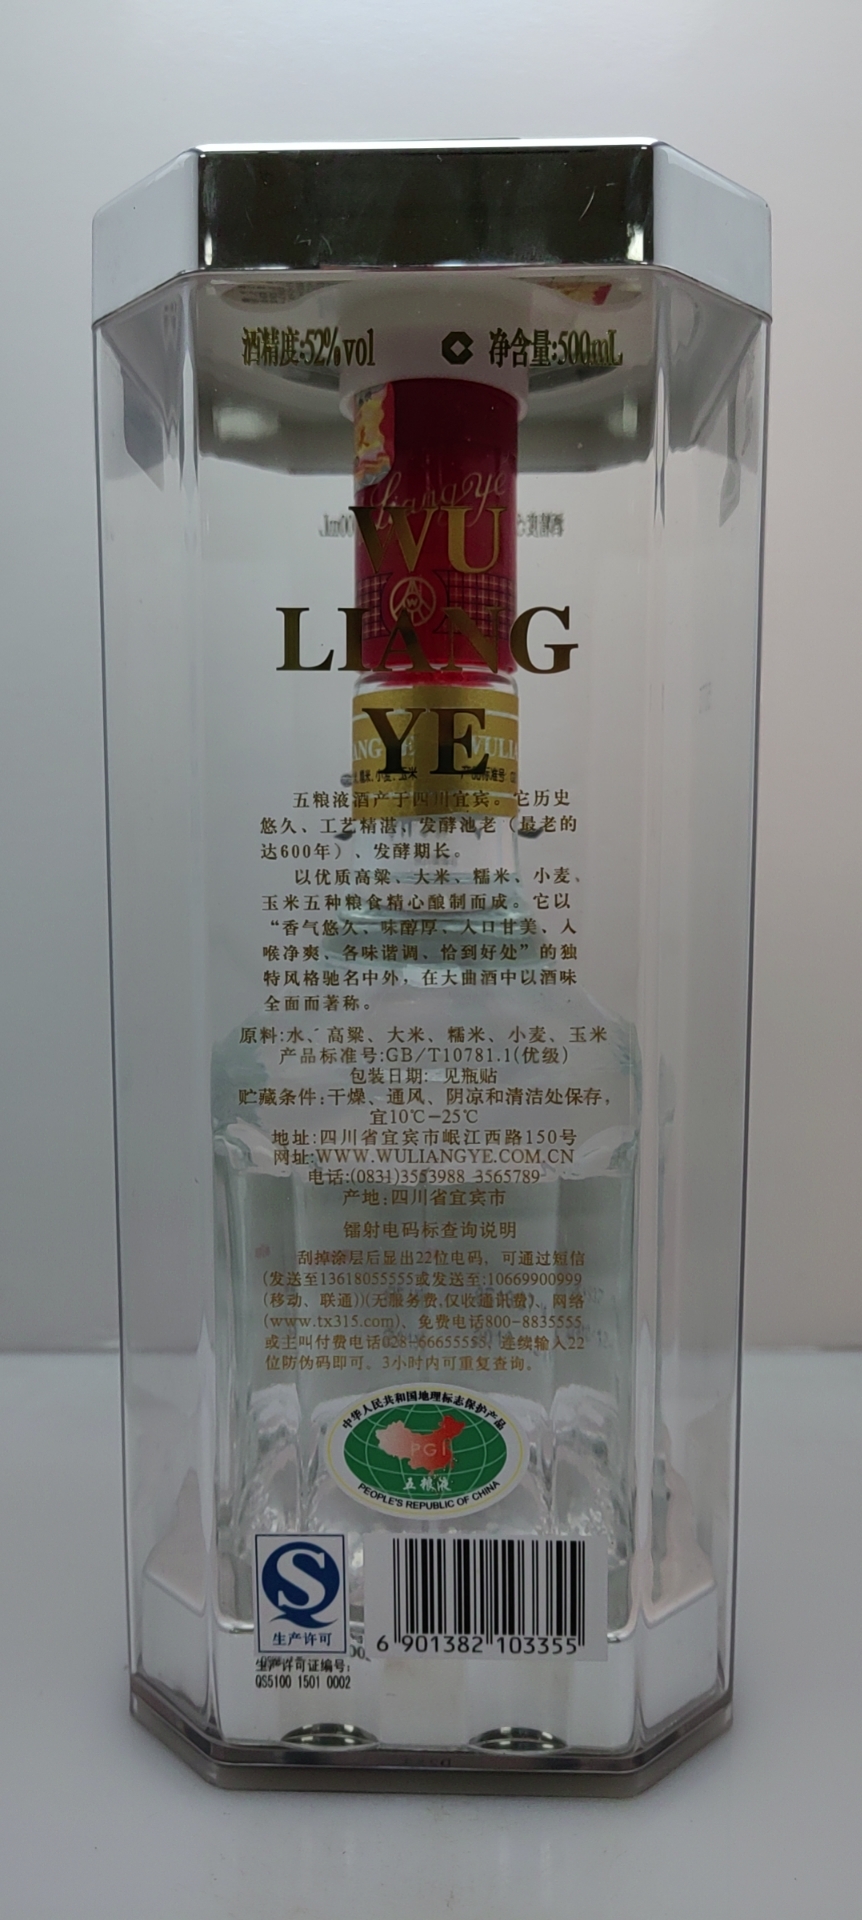 酒精度:52%vol 净含量:500mL
Liangye
WU
LIANG
YE
五粮液酒产于四川宜宾。它历史
悠久、工艺精湛、发酵池老（最老的
达600年）、发酵期长。
以优质高粱、大米、糯米、小麦、
玉米五种粮食精心酿制而成。它以
“香气悠久、味醇厚、入口甘美、入
喉净爽、各味谐调、恰到好处”的独
特风格驰名中外，在大曲酒中以酒味
全面而著称。
原料:水、高粱、大米、糯米、小麦、玉米
产品标准号:GB/T10781.1(优级)
包装日期: 见瓶贴
贮藏条件:干燥、通风、阴凉和清洁处保存，
宜10℃-25℃
地址:四川省宜宾市岷江西路150号
网址:WWW.WULIANGYE.COM.CN
电话:(0831)3553988 3565789
产地:四川省宜宾市
镭射电码标查询说明
刮掉涂层后显出22位电码，可通过短信
(发送至13618055555或发送至:10669900999
(移动、联通))(无服务费,仅收通讯费)、网络
(www.tx315.com)、免费电话800-8835555,
或主叫付费电话028-66655555, 连续输入22
位防伪码即可。3小时内可重复查询。
中华人民共和国地理标志保护产品
PGI
五粮液
PEOPLE'S REPUBLIC OF CHINA
生产许可
6 901382 103355
生产许可证编号:
QS5100 1501 0002